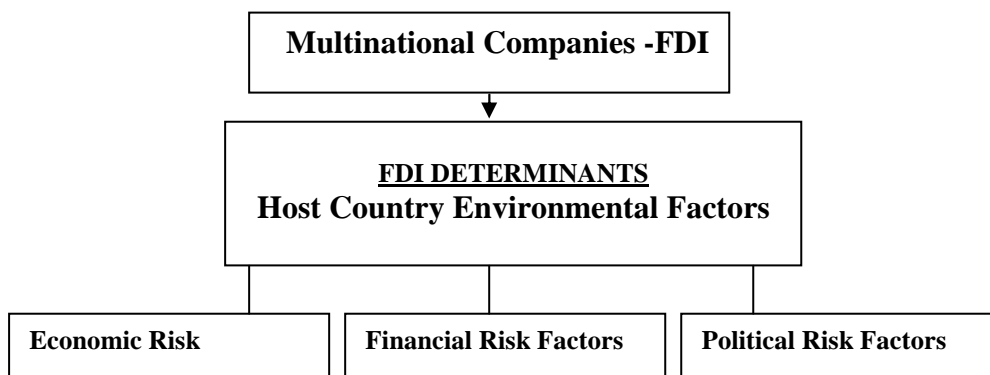 Multinational Companies -FDI
FDI DETERMINANTS
Host Country Environmental Factors
Economic Risk
Financial Risk Factors
Political Risk Factors